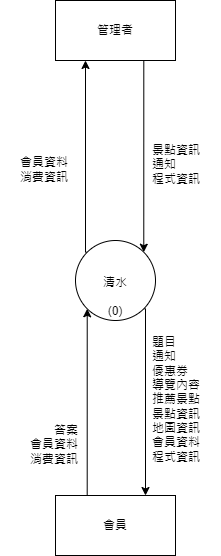 管理者
會員資料
消費資訊
景點資訊
通知
程式資訊
清水
(0)
答案
會員資料
消費資訊
題目
通知
優惠券
導覽內容
推薦景點
景點資訊
地圖資訊
會員資料
程式資訊
會員